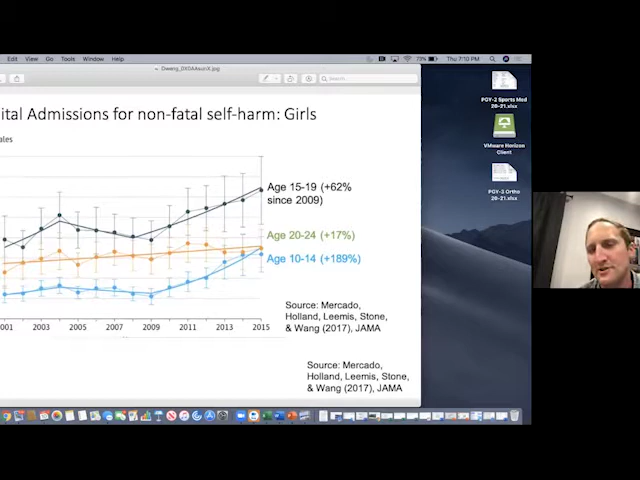 Edit View Go Tools Window Help
Thu 7:10 PM
Search
ital Admissions for non-fatal self-harm: Girls
ales
Age 15-19 (+62%
since 2009)
Age 20-24 (+17%)
Age 10-14 (+189%)
Source: Mercado,
Holland, Leemis, Stone,
& Wang (2017), JAMA
001 2003 2005 2007 2009 2011 2013 2015
Source: Mercado,
Holland, Leemis, Stone,
& Wang (2017), JAMA
PGY-2 Sports Med
20-21.xlsx
VMware Horizon
Client
PGY-3 Ortho
20-21.xlsx